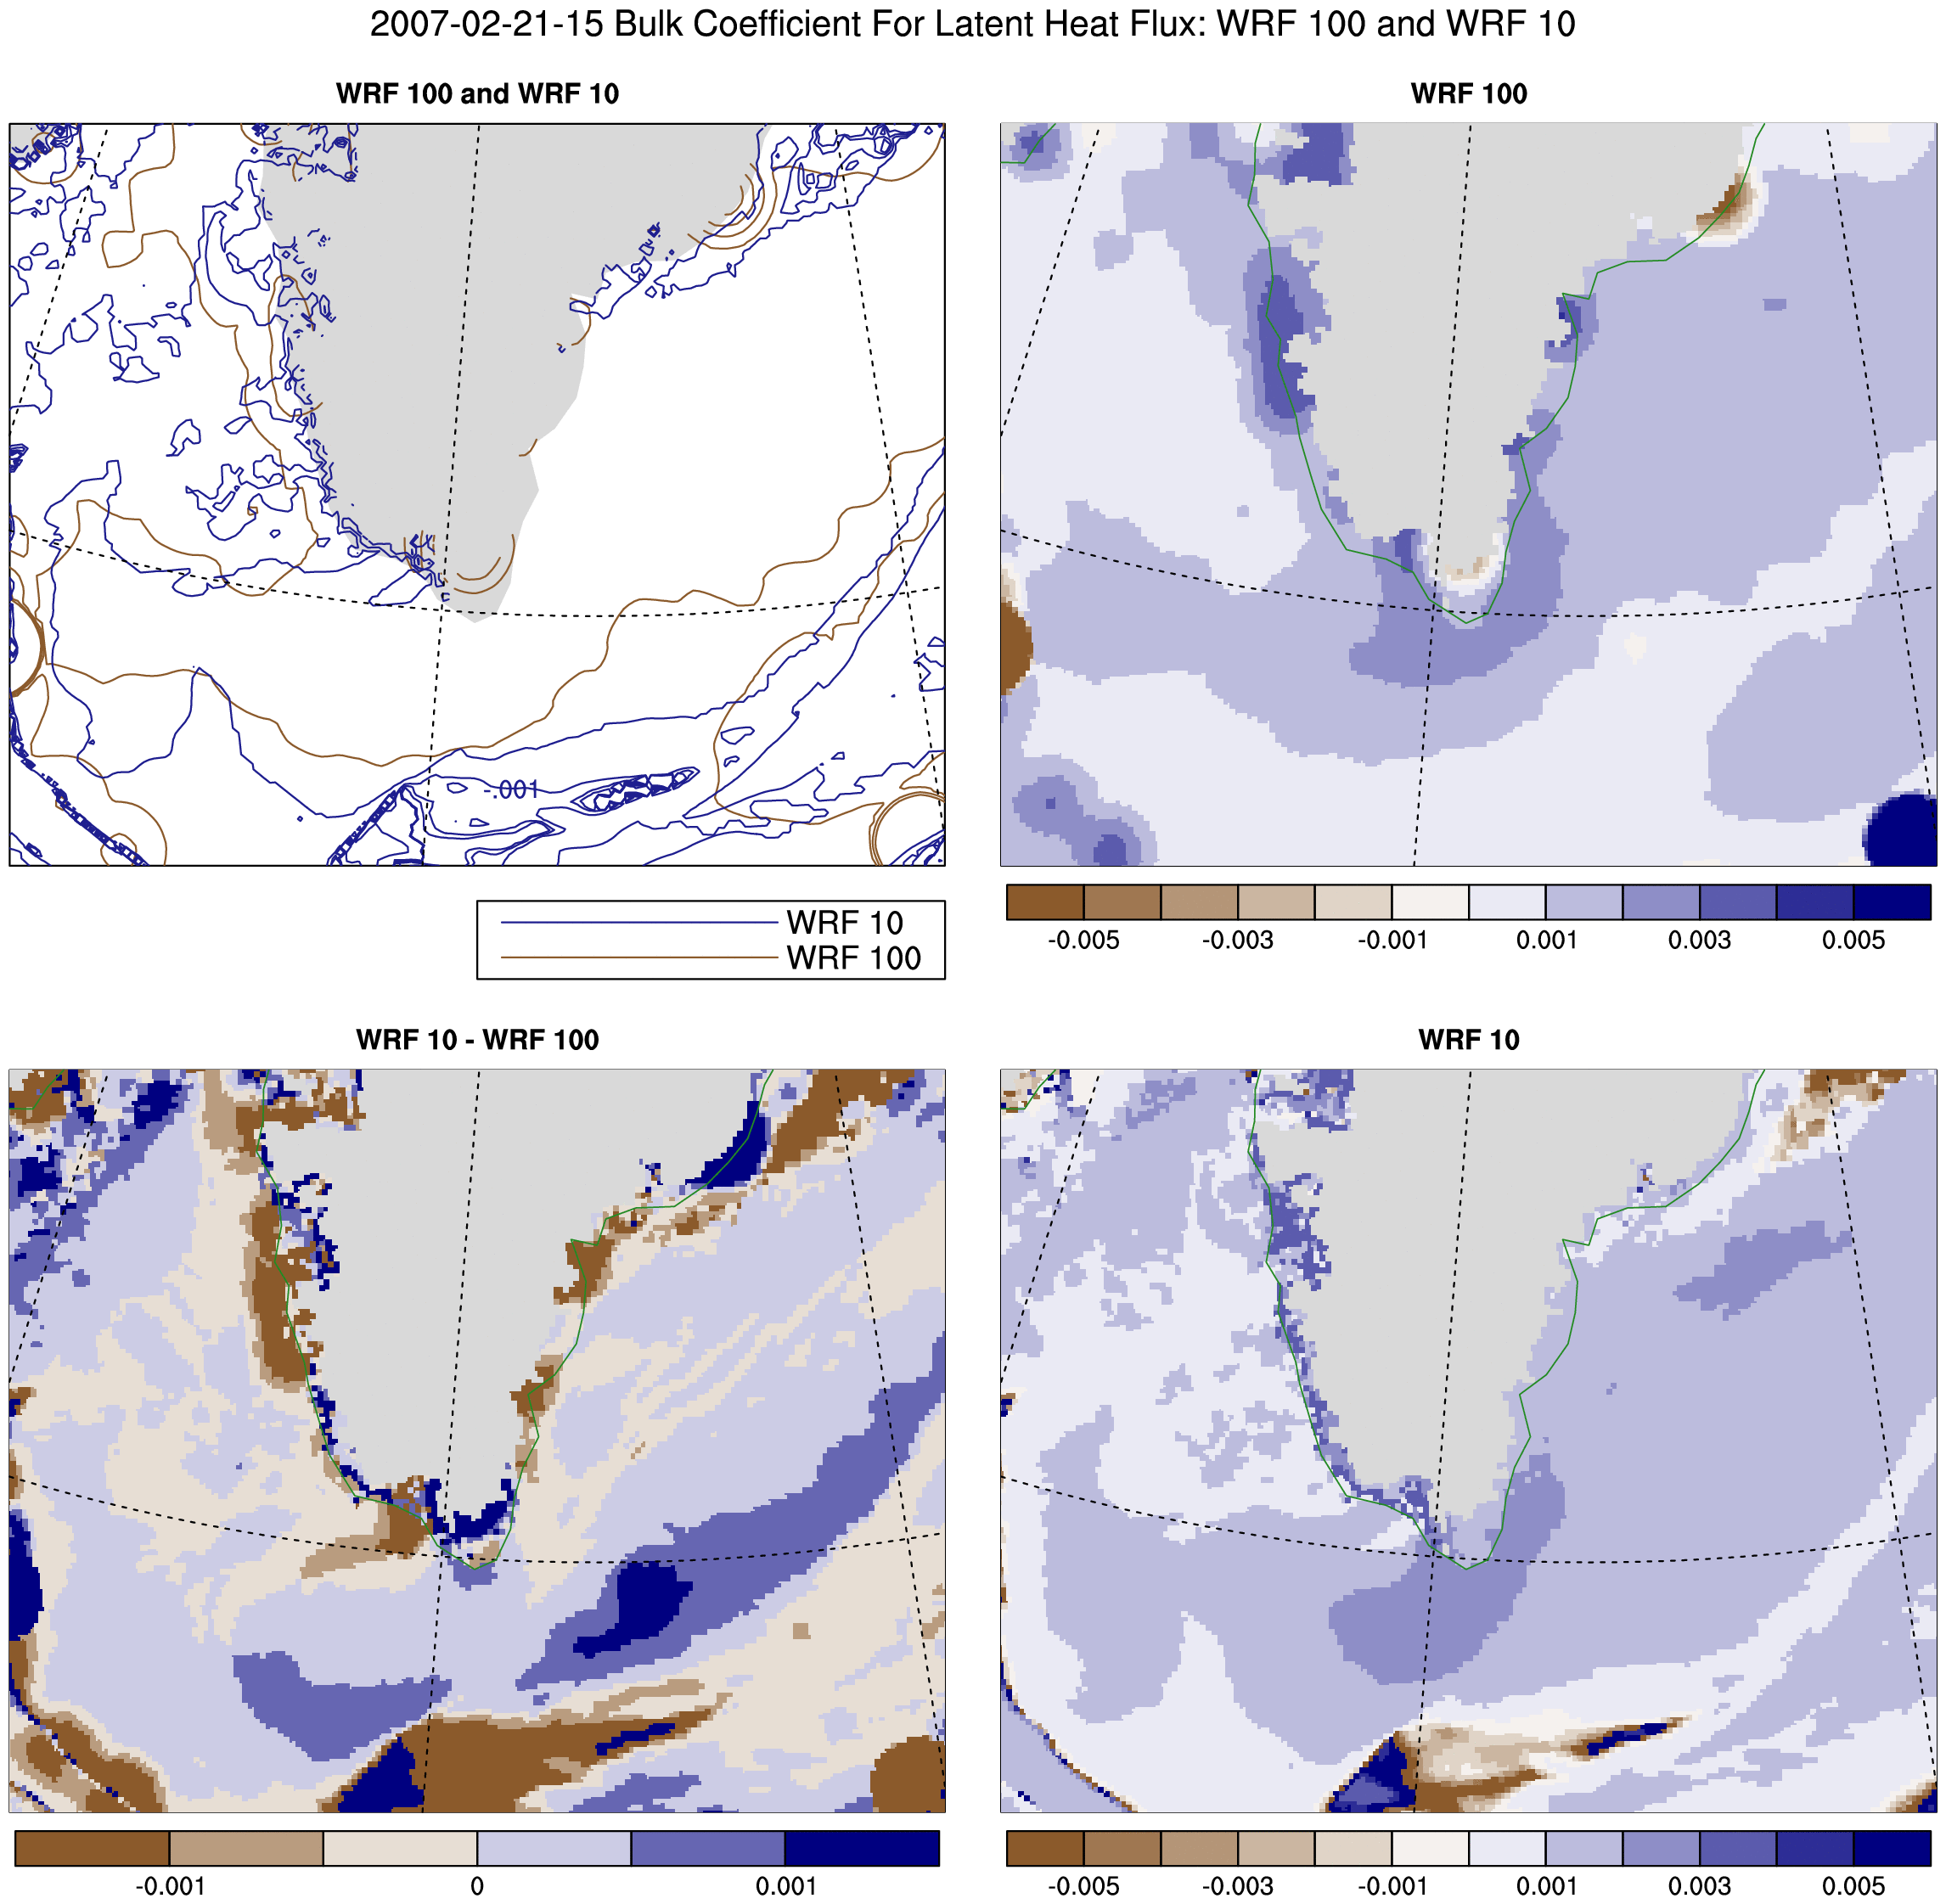 2007-02-21-15 Bulk Coefficient For Latent Heat Flux: WRF 100 and WRF 10
WRF 100 and WRF 10
WRF 100
-.001
WRF 10
WRF 100
-0.005 -0.003 -0.001 0.001 0.003 0.005
WRF 10 - WRF 100
WRF 10
-0.001 0 0.001
-0.005 -0.003 -0.001 0.001 0.003 0.005